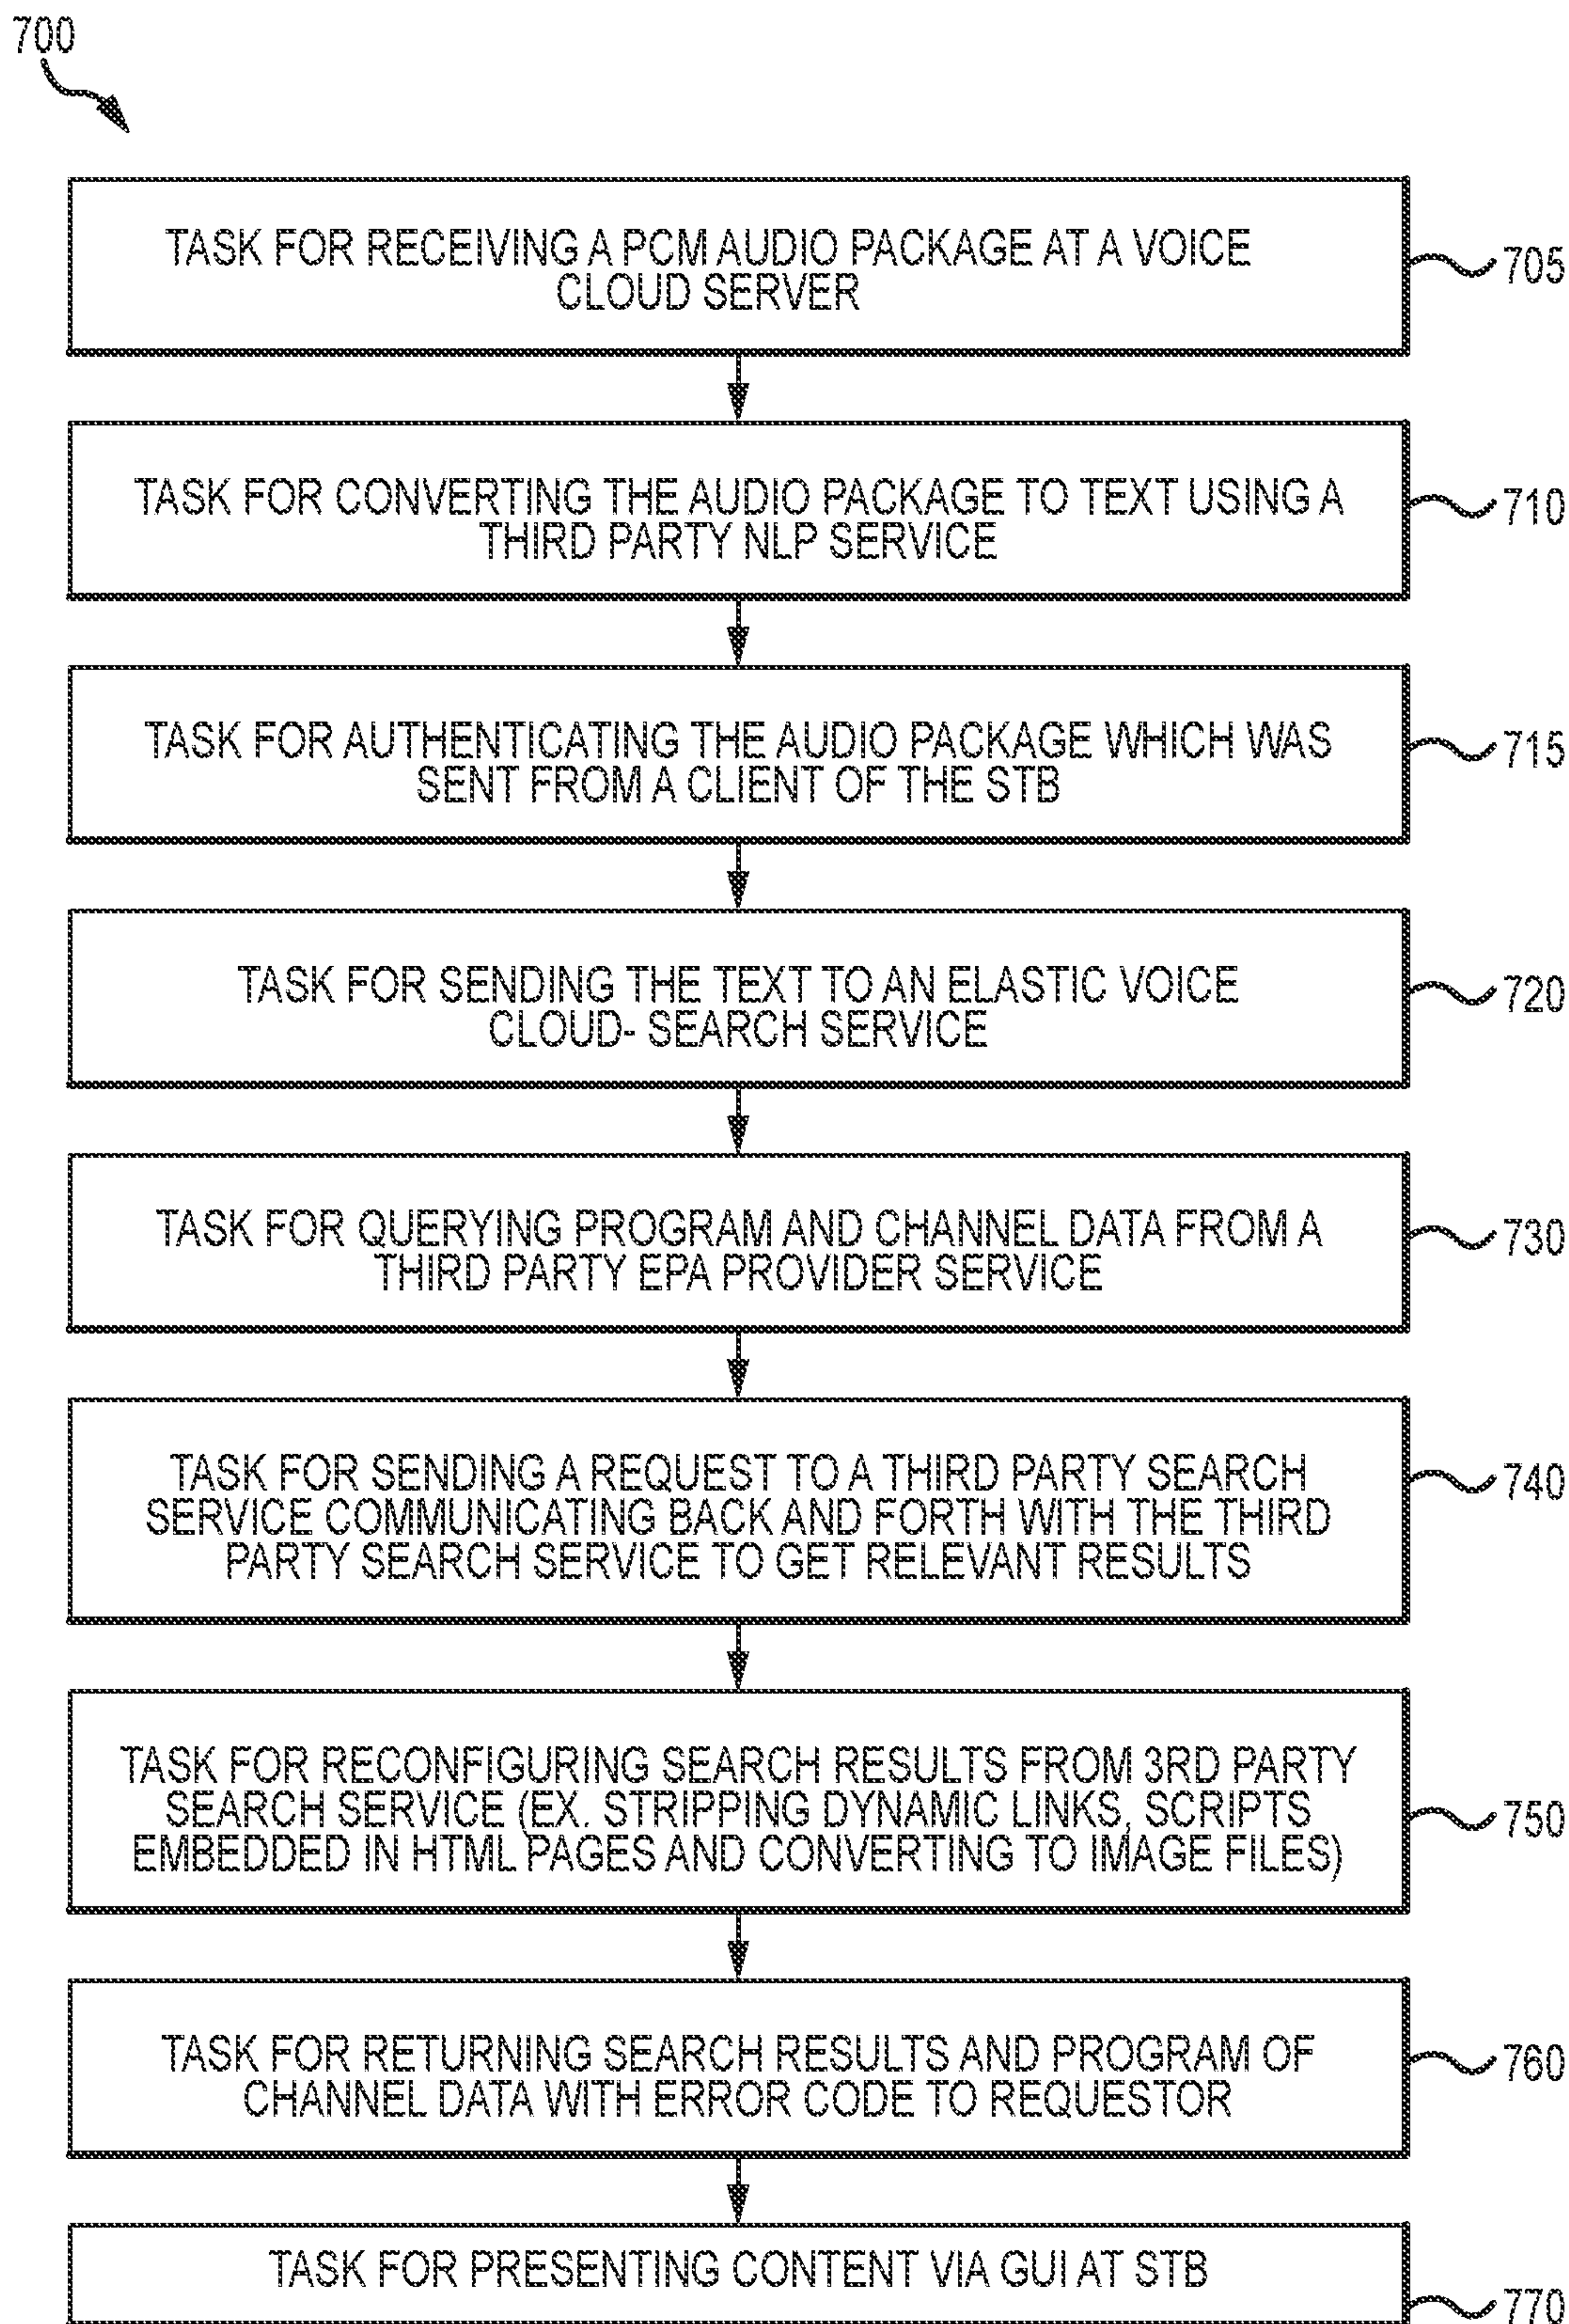 700
TASK FOR RECEIVING A PCM AUDIO PACKAGE AT A VOICE
CLOUD SERVER
705
TASK FOR CONVERTING THE AUDIO PACKAGE TO TEXT USING A
THIRD PARTY NLP SERVICE
710
TASK FOR AUTHENTICATING THE AUDIO PACKAGE WHICH WAS
SENT FROM A CLIENT OF THE STB
715
TASK FOR SENDING THE TEXT TO AN ELASTIC VOICE
CLOUD- SEARCH SERVICE
720
TASK FOR QUERYING PROGRAM AND CHANNEL DATA FROM A
THIRD PARTY EPA PROVIDER SERVICE
730
TASK FOR SENDING A REQUEST TO A THIRD PARTY SEARCH
SERVICE COMMUNICATING BACK AND FORTH WITH THE THIRD
PARTY SEARCH SERVICE TO GET RELEVANT RESULTS
740
TASK FOR RECONFIGURING SEARCH RESULTS FROM 3RD PARTY
SEARCH SERVICE (EX. STRIPPING DYNAMIC LINKS, SCRIPTS
EMBEDDED IN HTML PAGES AND CONVERTING TO IMAGE FILES)
750
TASK FOR RETURNING SEARCH RESULTS AND PROGRAM OF
CHANNEL DATA WITH ERROR CODE TO REQUESTOR
760
TASK FOR PRESENTING CONTENT VIA GUI AT STB
770